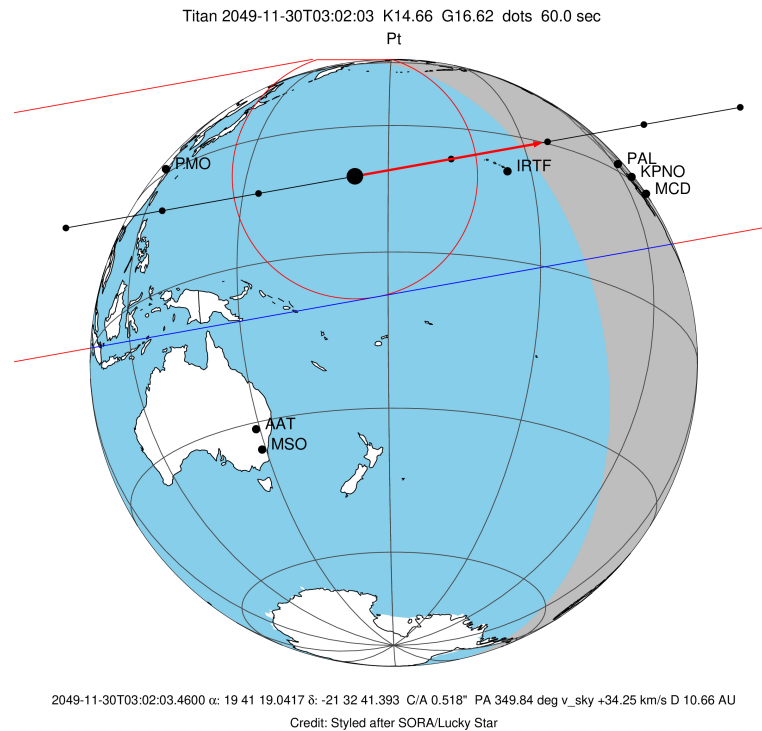 Titan 2049-11-30T03:02:03 K14.66 G16.62 dots 60.0 sec
Pt
PMO
IRTF
PAL
KPNO
MCD
AAT
MSO
2049-11-30T03:02:03.4600 α: 19 41 19.0417 δ: -21 32 41.393 C/A 0.518" PA 349.84 deg v_sky +34.25 km/s D 10.66 AU
Credit: Styled after SORA/Lucky Star